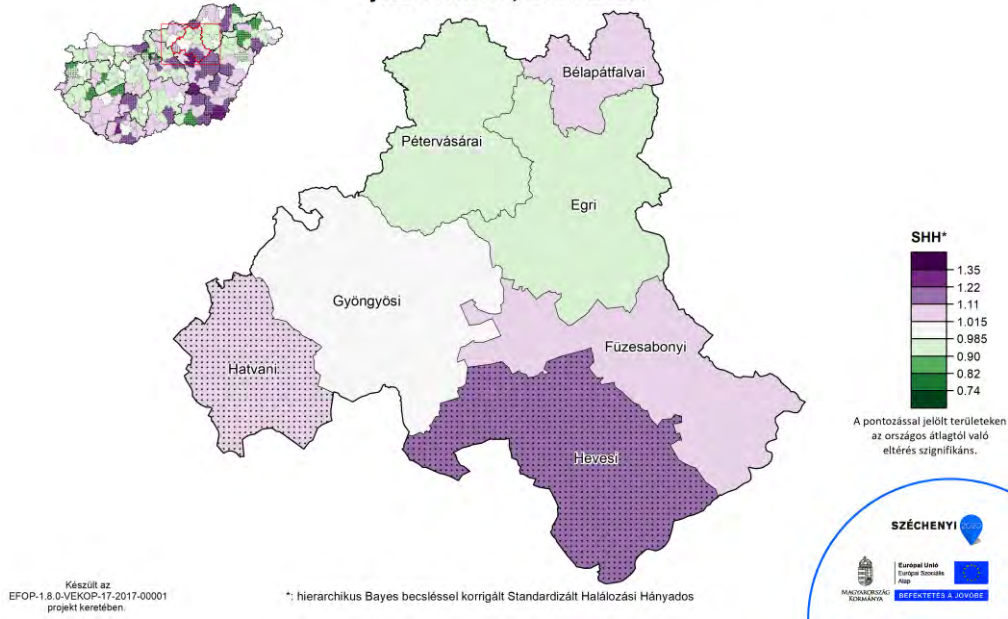 Bélapátfalvai
Pétervásárai
Egri
Gyöngyösi
Hatvani
Füzesabonyi
Hevesi
SHH*
1.35
1.22
1.11
1.015
0.985
0.90
0.82
0.74
A pontozással jelölt területeken
az országos átlagtól való
eltérés szignifikáns.
SZÉCHENYI 2020
MAGYARORSZÁG
KORMÁNYA
Európai Unió
Európai Szociális
Alap
BEFEKTETÉS A JÖVŐBE
Készült az
EFOP-1.8.0-VEKOP-17-2017-00001
projekt keretében.
*: hierarchikus Bayes becsléssel korrigált Standardizált Halálozási Hányados